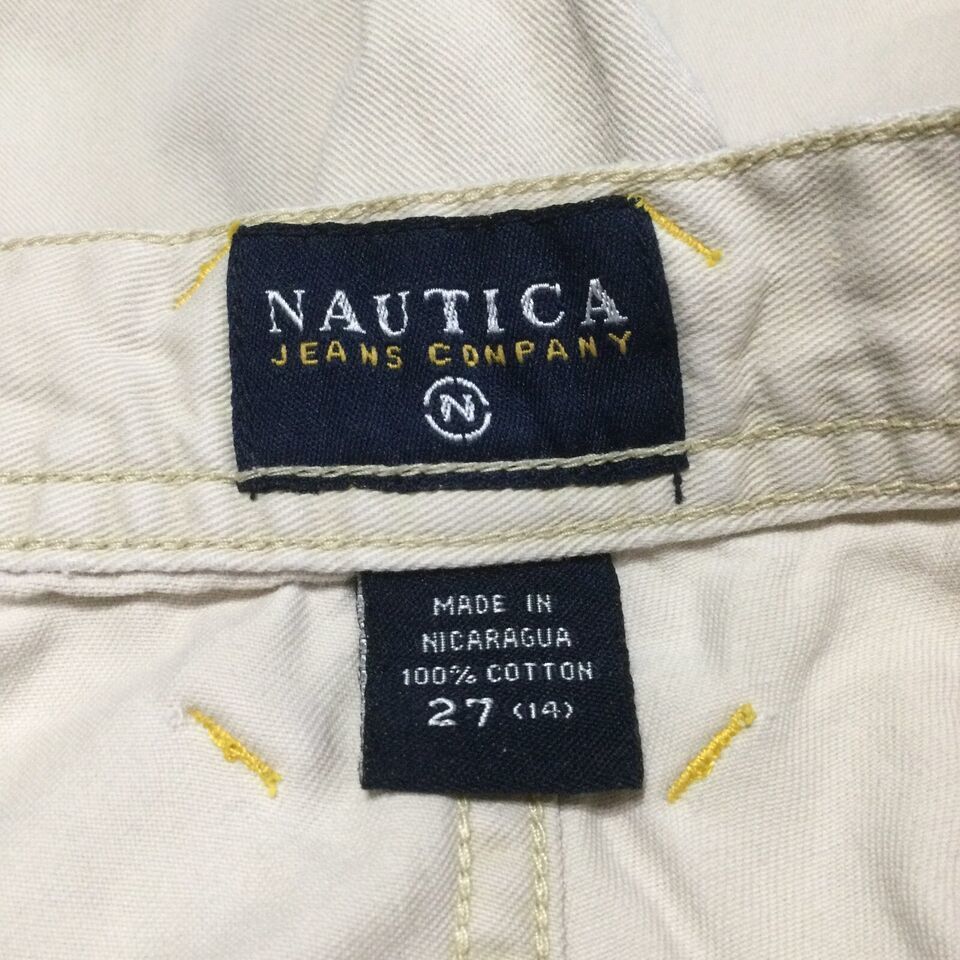 NAUTICA
JEANS COMPANY
N
MADE IN
NICARAGUA
100% COTTON
27 (14)